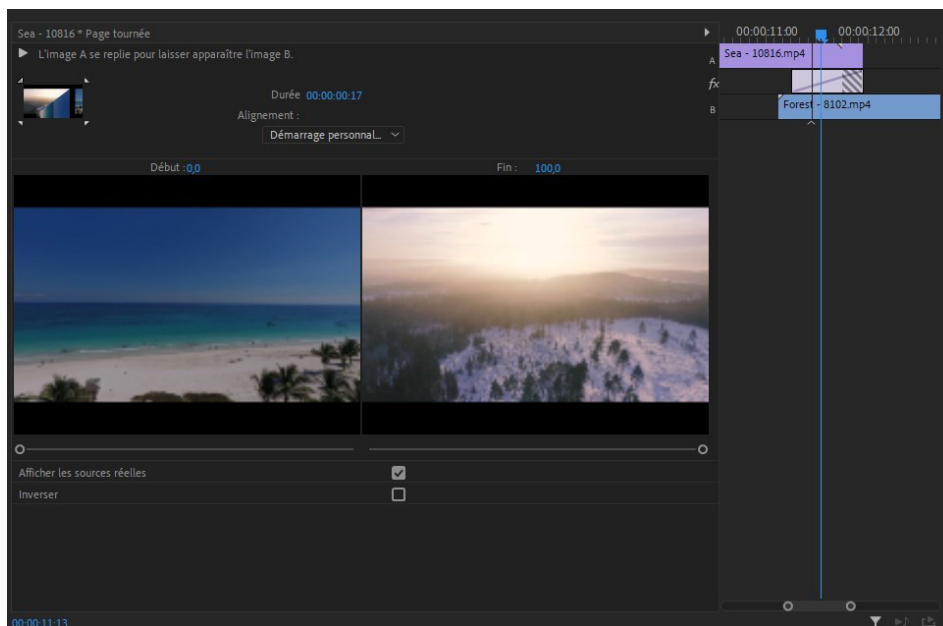 Sea - 10816 * Page tournée
L'image A se replie pour laisser apparaître l'image B.
Durée 00:00:00:17
Alignement :
Démarrage personnal...
Début : 0,0
Fin : 100,0
Afficher les sources réelles
Inverser
00:00:11:13
00:00:11:00 00:00:12:00
A Sea - 10816.mp4
fx
B Forest - 8102.mp4